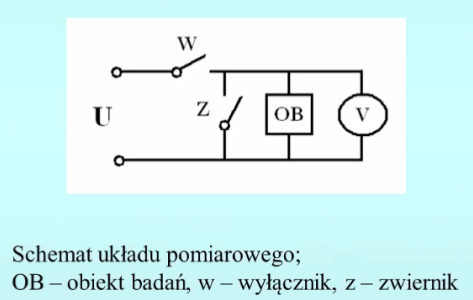 W
U
Z
OB
V
Schemat układu pomiarowego;
OB – obiekt badań, w – wyłącznik, z – zwiernik